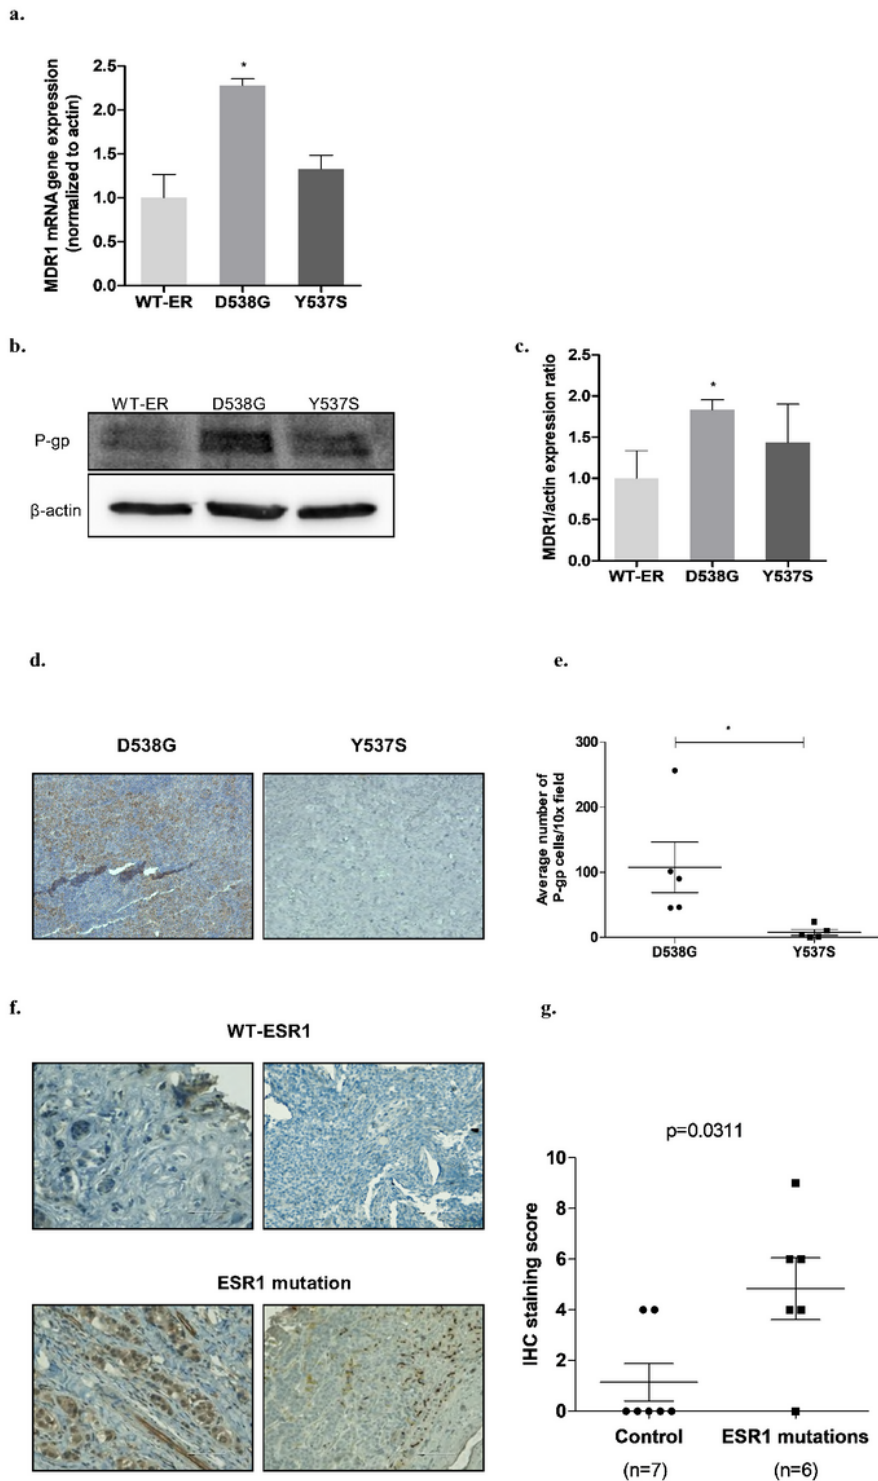 a.
MDR1 mRNA gene expression
(normalized to actin)
2.5
2.0
1.5
1.0
0.5
0.0
*
WT-ER D538G Y537S
b.
WT-ER D538G Y537S
P-gp
β-actin
c.
MDR1/actin expression ratio
2.5
2.0
1.5
1.0
0.5
0.0
*
WT-ER D538G Y537S
d.
D538G Y537S
e.
Average number of
P-gp cells/10x field
300
200
100
0
*
D538G Y537S
f.
WT-ESR1
ESR1 mutation
g.
p=0.0311
IHC staining score
10
8
6
4
2
0
Control ESR1 mutations
(n=7) (n=6)